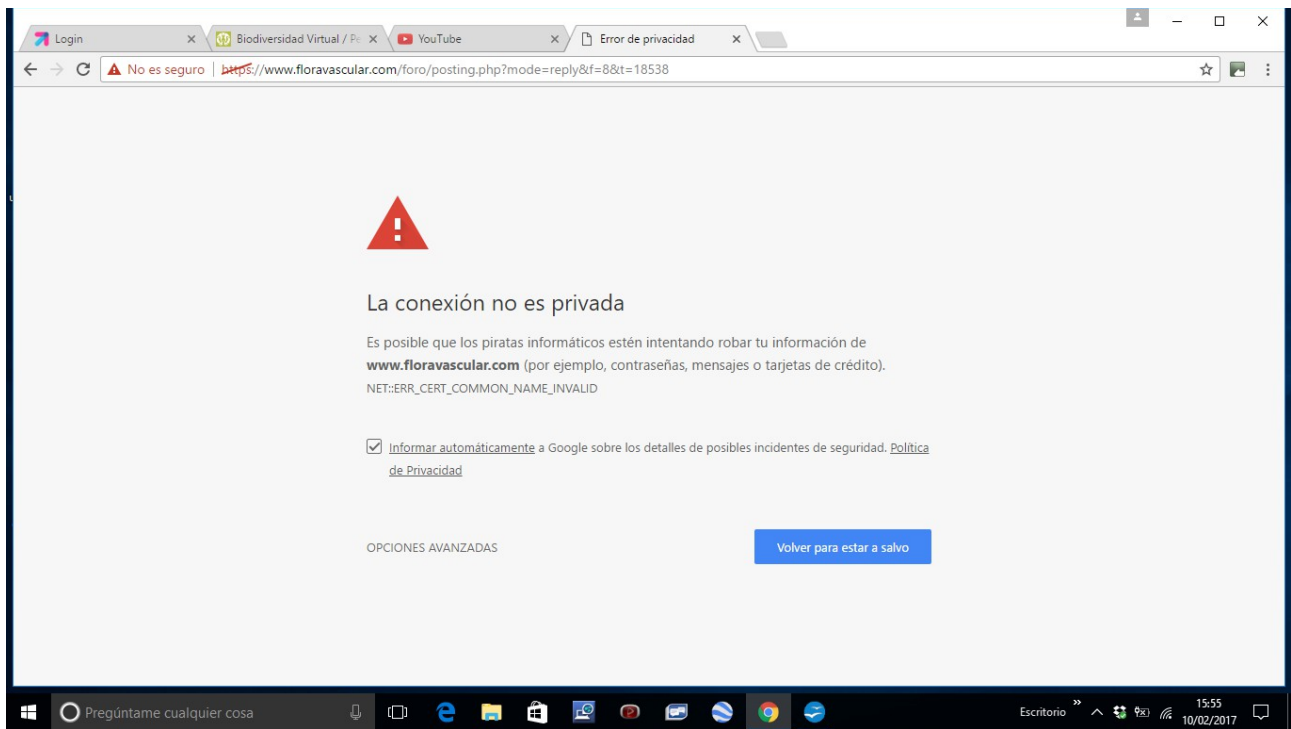 Login
Biodiversidad Virtual / Pe
YouTube
Error de privacidad
No es seguro | https://www.floravascular.com/foro/posting.php?mode=reply&f=8&t=18538
La conexión no es privada
Es posible que los piratas informáticos estén intentando robar tu información de
www.floravascular.com (por ejemplo, contraseñas, mensajes o tarjetas de crédito).
NET::ERR_CERT_COMMON_NAME_INVALID
Informar automáticamente a Google sobre los detalles de posibles incidentes de seguridad. Política
de Privacidad
OPCIONES AVANZADAS
Volver para estar a salvo
Pregúntame cualquier cosa
Escritorio
15:55
10/02/2017